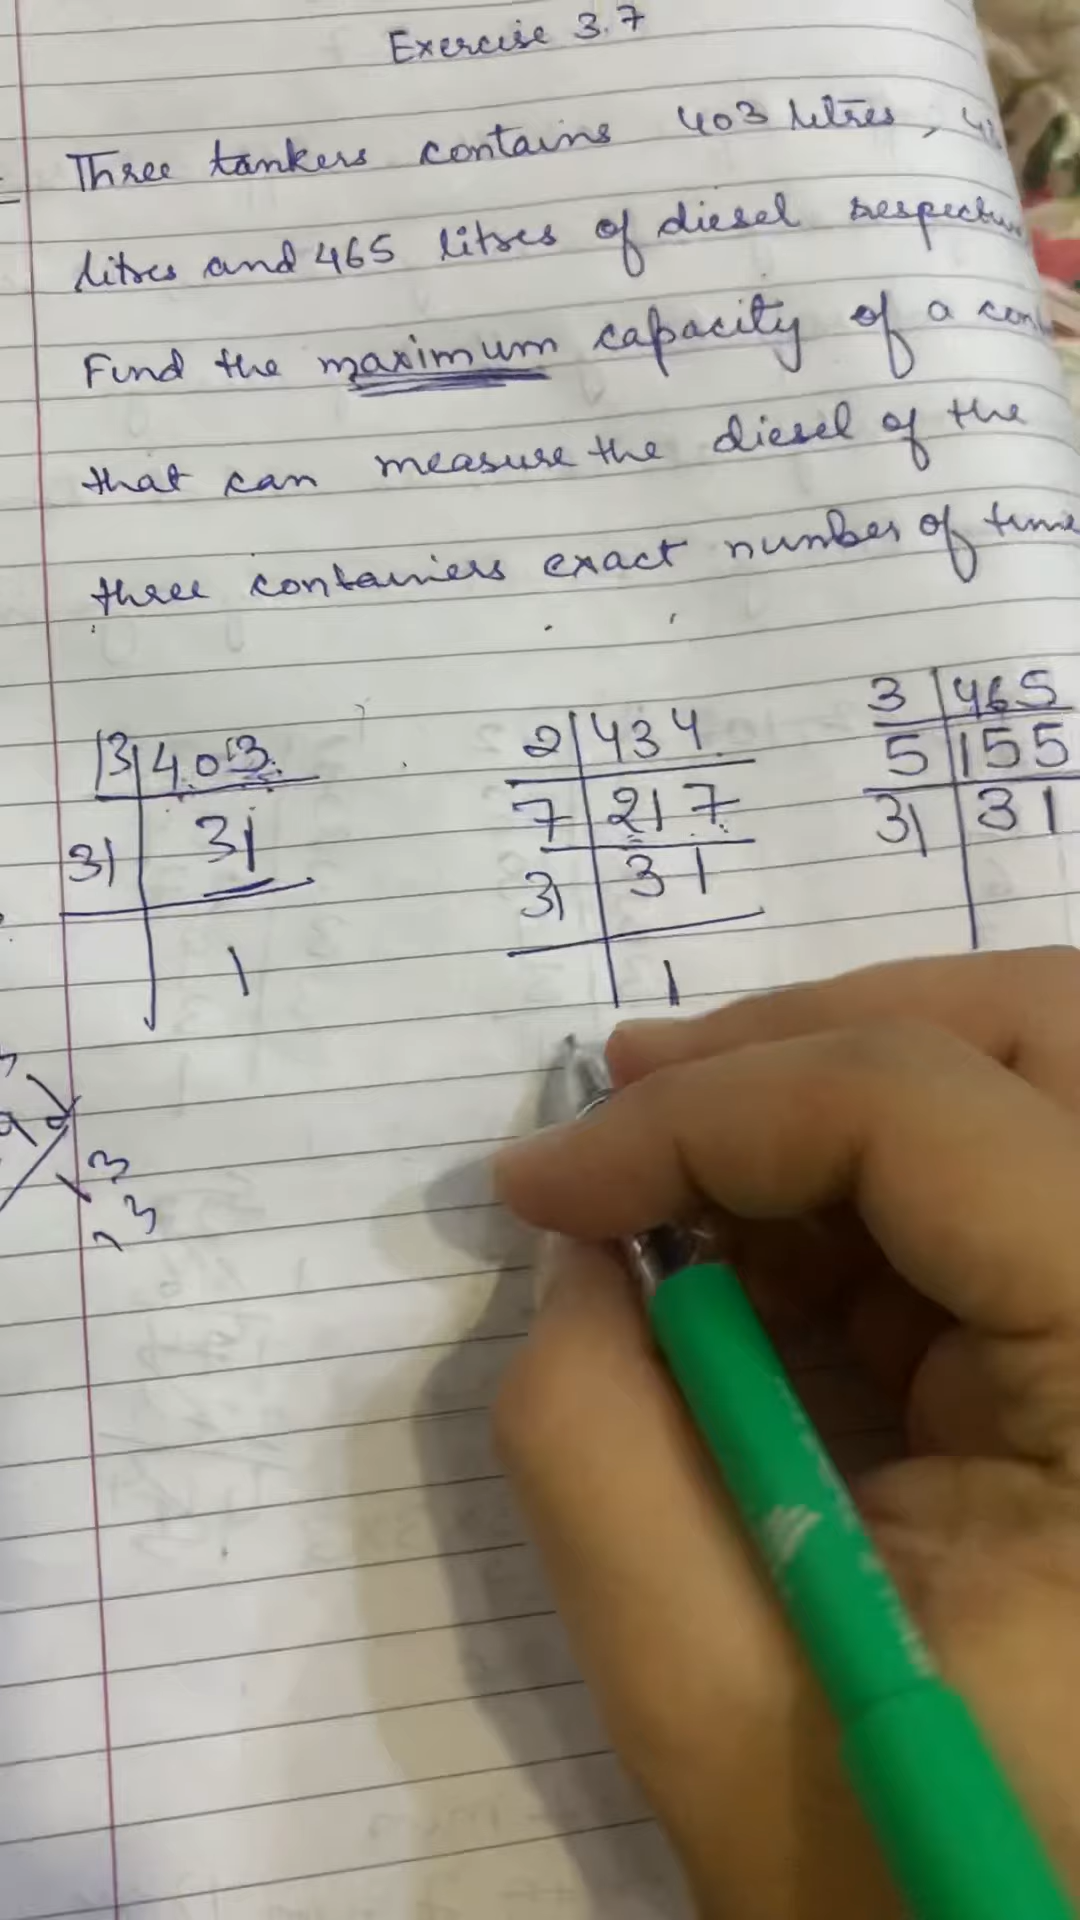 Exercise 3.7
Three tankers contains 403 litres,
litres and 465 litres of diesel
Find the maximum capacity of a
that can measure the diesel of the
three containers exact number of time
13 403 2 434 3 465
31 31 7 217 5 155
1 31 31 31 31
1
3
3